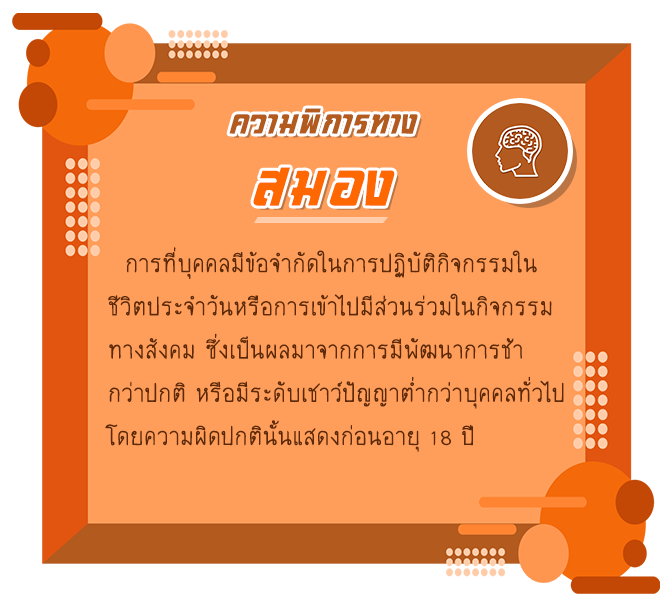 ความพิการทาง
สมอง
การที่บุคคลมีข้อจำกัดในการปฏิบัติกิจกรรมใน
ชีวิตประจำวันหรือการเข้าไปมีส่วนร่วมในกิจกรรม
ทางสังคม ซึ่งเป็นผลมาจากการมีพัฒนาการช้า
กว่าปกติ หรือมีระดับเชาว์ปัญญาต่ำกว่าบุคคลทั่วไป
โดยความผิดปกตินั้นแสดงก่อนอายุ 18 ปี